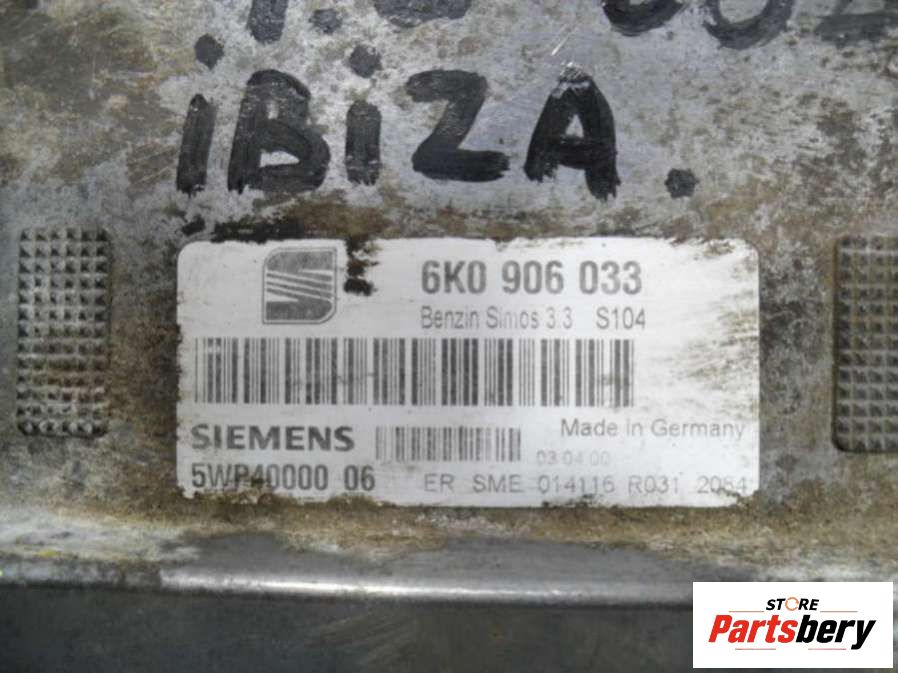 IBIZA.
6K0 906 033
Benzin Simos 3.3 S104
SIEMENS
Made in Germany
03 04 00
5WP40000 06
ER SME 014116 R031 2084
STORE
Partsbery